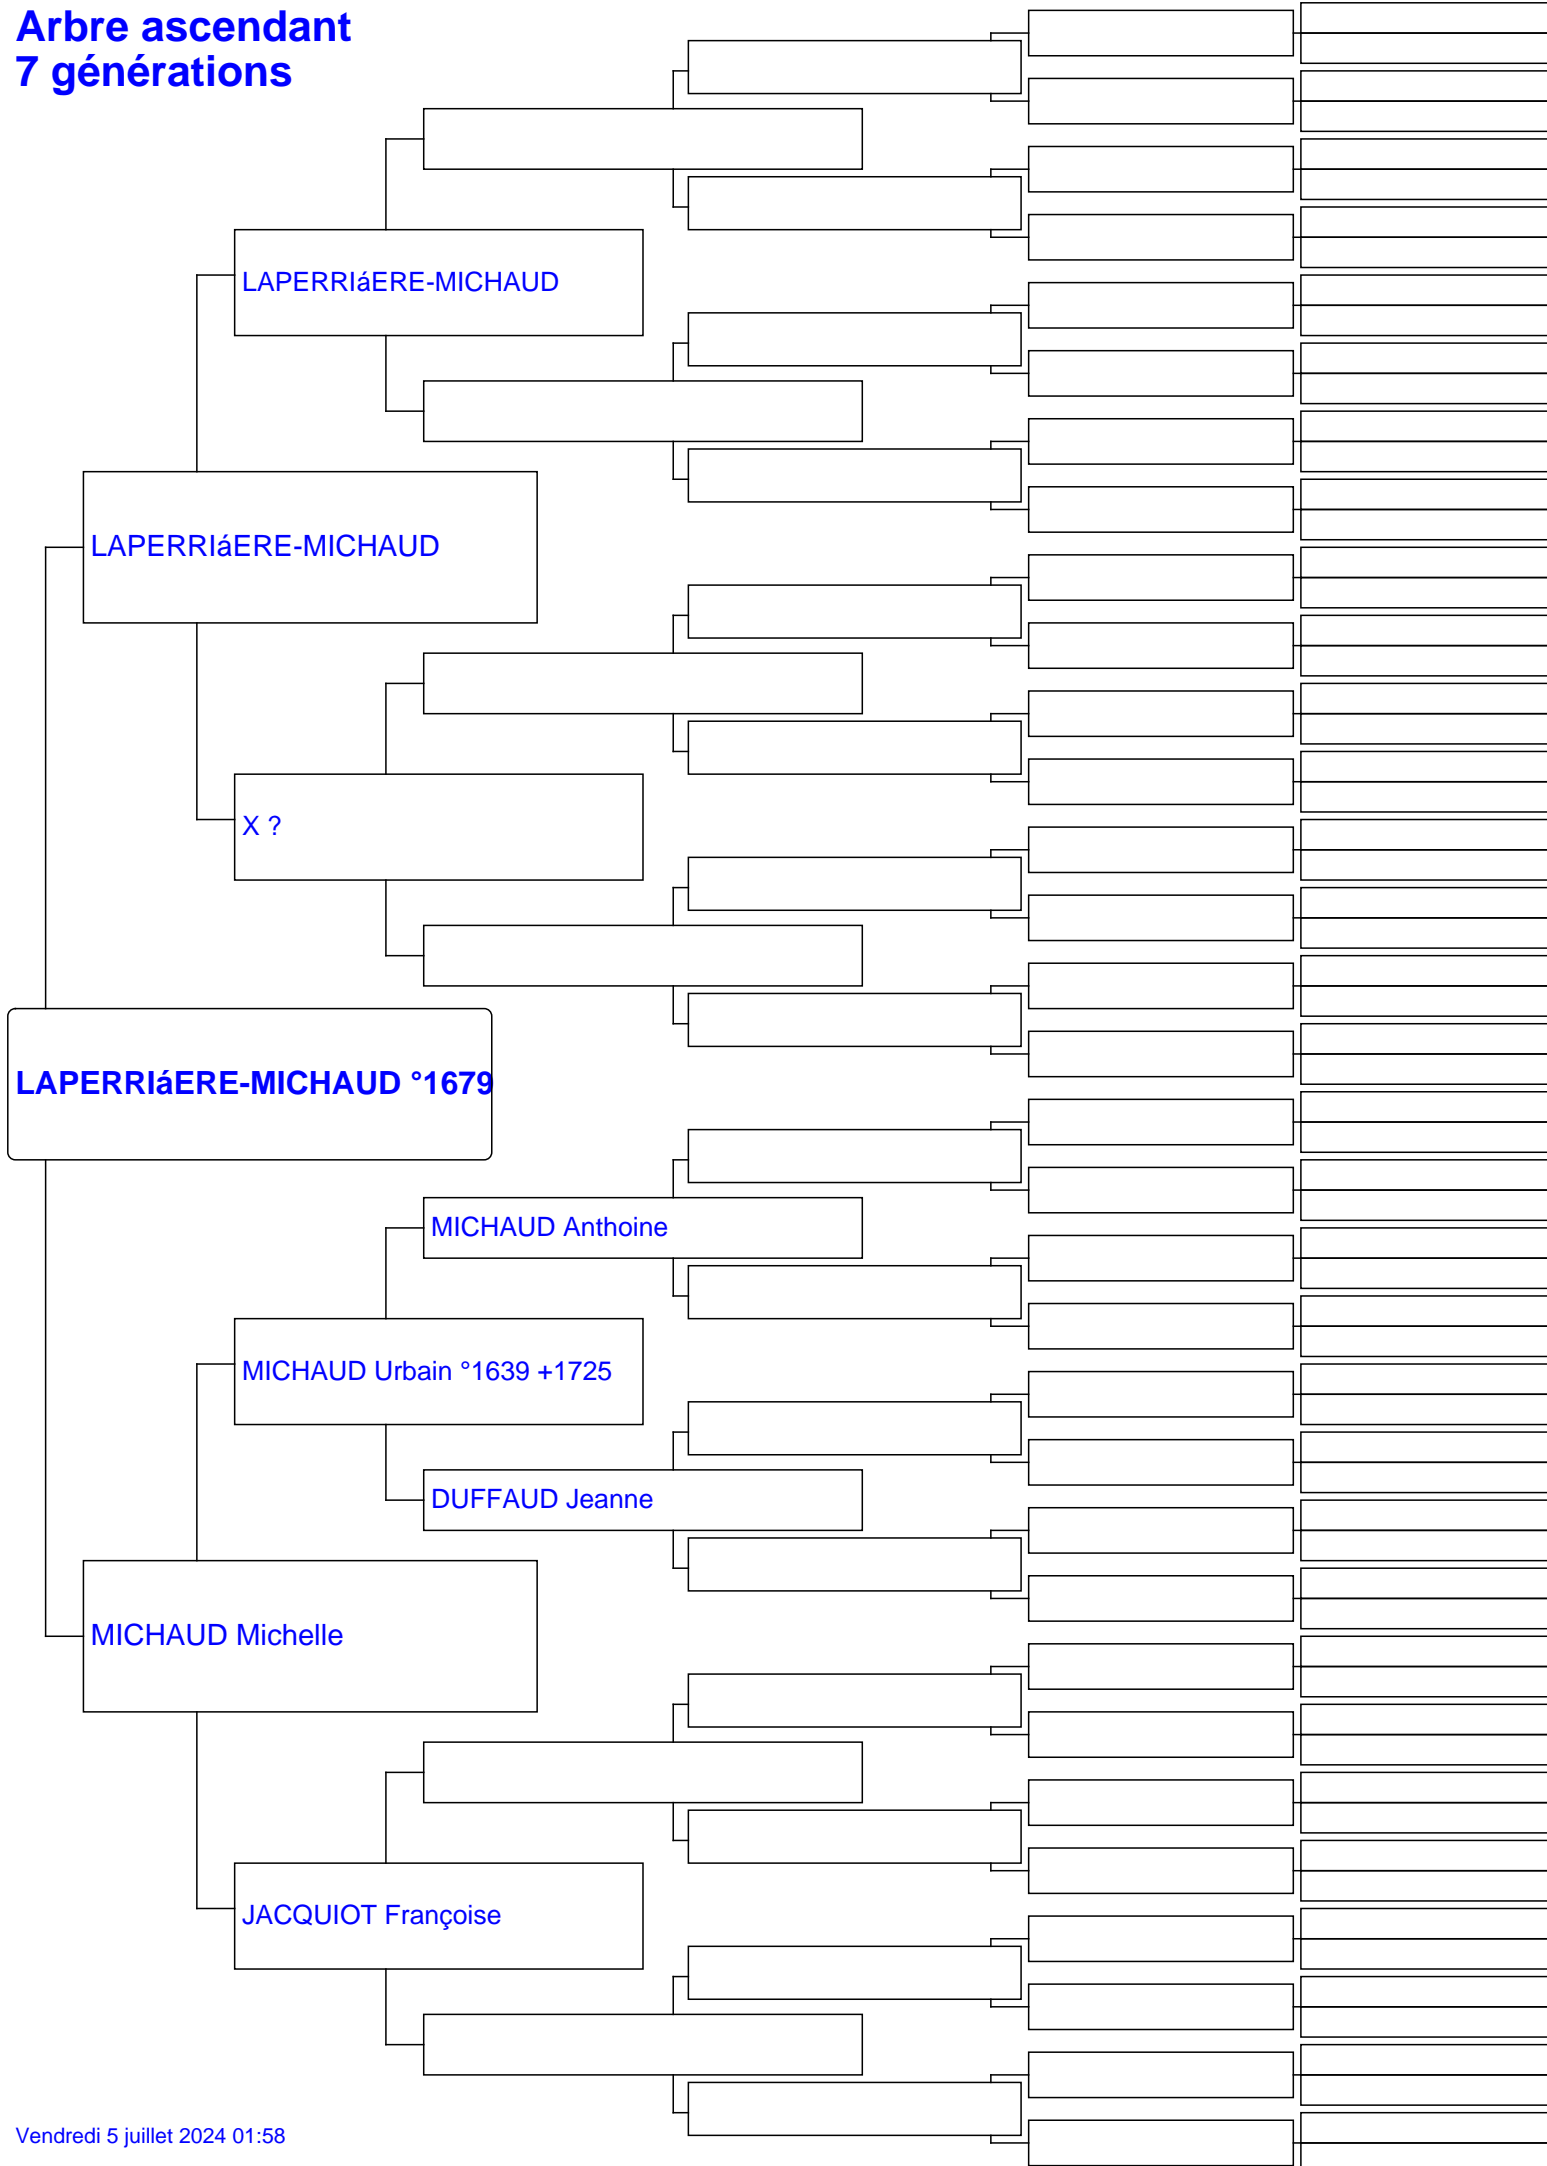 Arbre ascendant
7 générations
LAPERRIáERE-MICHAUD
LAPERRIáERE-MICHAUD
X ?
LAPERRIáERE-MICHAUD °1679
MICHAUD Anthoine
MICHAUD Urbain °1639 +1725
DUFFAUD Jeanne
MICHAUD Michelle
JACQUIOT Françoise
Vendredi 5 juillet 2024 01:58